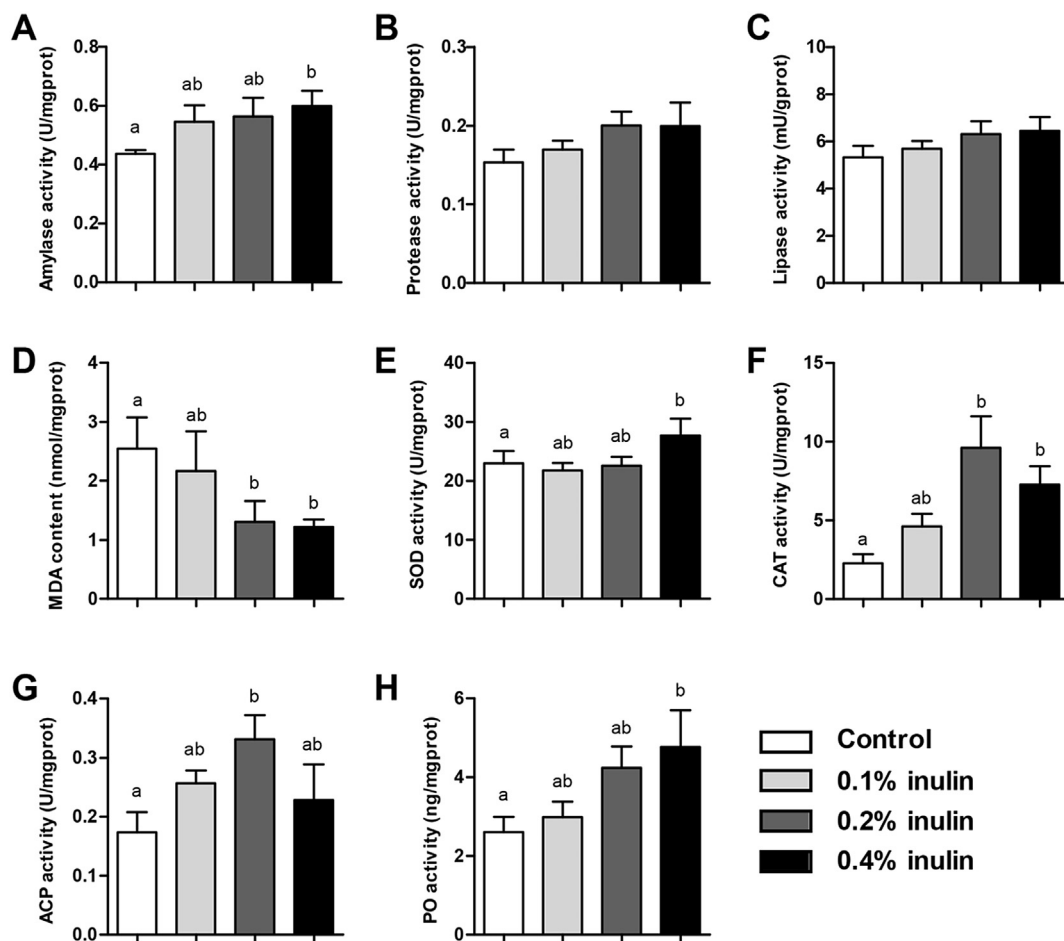 A
Amylase activity (U/mgprot)
0.8
0.6
0.4
0.2
0.0
a
ab
ab
b
B
Protease activity (U/mgprot)
0.3
0.2
0.1
0.0
C
Lipase activity (mU/gprot)
10
8
6
4
2
0
D
MDA content (nmol/mgprot)
4
3
2
1
0
a
ab
b
b
E
SOD activity (U/mgprot)
40
30
20
10
0
a
ab
ab
b
F
CAT activity (U/mgprot)
15
10
5
0
a
ab
b
b
G
ACP activity (U/mgprot)
0.4
0.3
0.2
0.1
0.0
a
ab
b
ab
H
PO activity (ng/mgprot)
6
4
2
0
a
ab
ab
b
Control
0.1% inulin
0.2% inulin
0.4% inulin